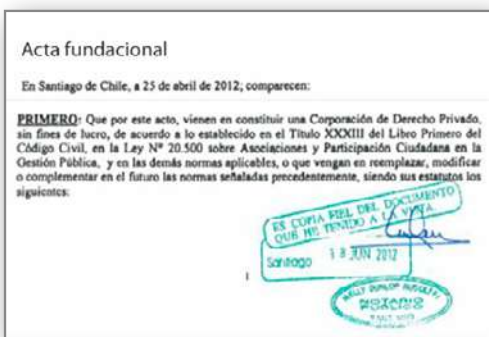 Acta fundacional
En Santiago de Chile, a 25 de abril de 2012; comparecen:
PRIMERO: Que por este acto, vienen en constituir una Corporación de Derecho Privado,
sin fines de lucro, de acuerdo a lo establecido en el Título XXXIII del Libro Primero del
Código Civil, en la Ley Nº 20.500 sobre Asociaciones y Participación Ciudadana en la
Gestión Pública, y en las demás normas aplicables, o que vengan en reemplazar, modificar
o complementar en el futuro las normas señaladas precedentemente, siendo sus estatutos los
siguientes:
ES COPIA FIEL DEL DOCUMENTO
QUE HE TENIDO A LA VISTA
Santiago 18 JUN 2012
NOTARIO